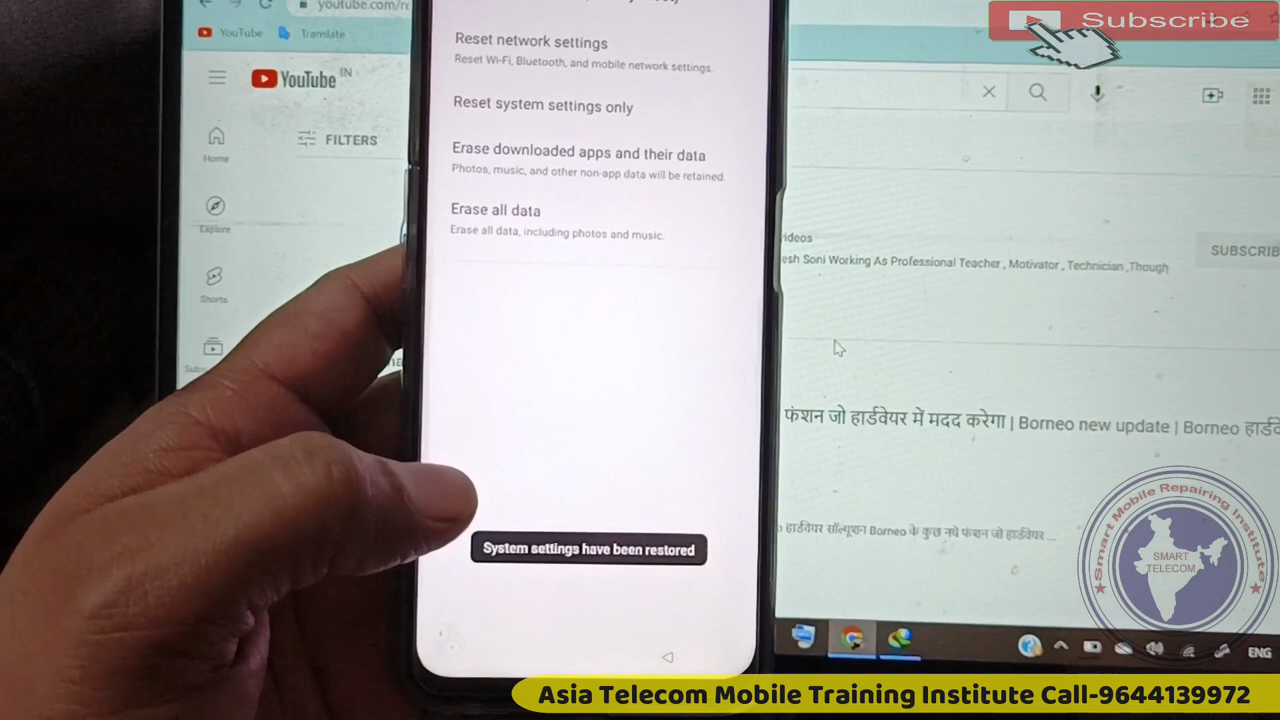 youtube.com/re
YouTube
Translate
YouTube IN
FILTERS
Home
Explore
Shorts
Reset network settings
Reset Wi-Fi, Bluetooth, and mobile network settings.
Reset system settings only
Erase downloaded apps and their data
Photos, music, and other non-app data will be retained.
Erase all data
Erase all data, including photos and music.
System settings have been restored
Subscribe
ideos
esh Soni Working As Professional Teacher , Motivator , Technician ,Though
SUBSCRIB
फंशन जो हार्डवेयर में मदद करेगा | Borneo new update | Borneo हार्डवे
हार्डवेयर सॉल्यूशन Borneo के कुछ नये फंशन जो हार्डवेयर ...
Smart Mobile Repairing Institute
SMART
TELECOM
ENG
Asia Telecom Mobile Training Institute Call-9644139972